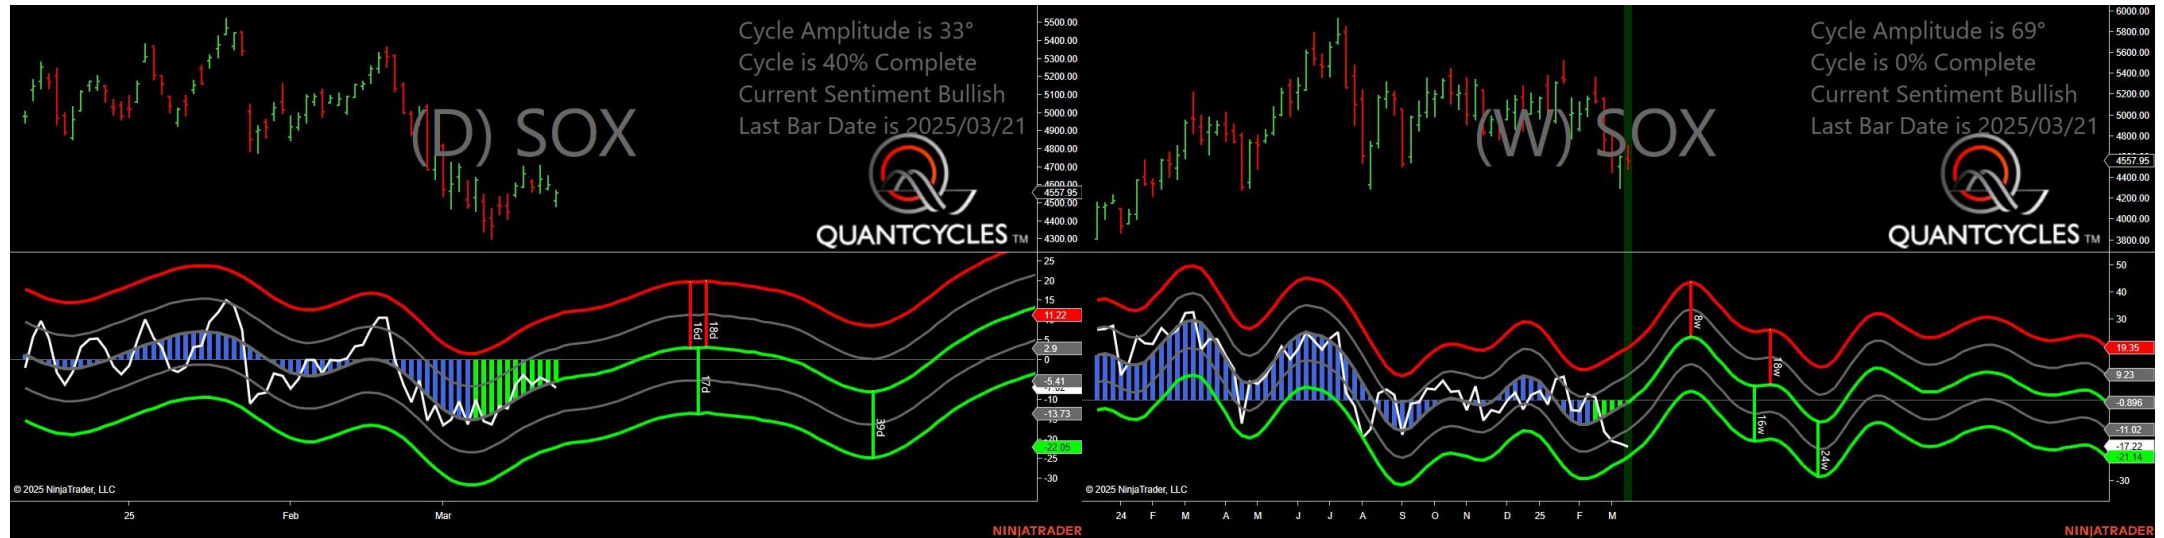 Cycle Amplitude is 33°
Cycle is 40% Complete
Current Sentiment Bullish
Last Bar Date is 2025/03/21
(D) SOX
QUANTCYCLES TM
5500.00
5400.00
5300.00
5200.00
5100.00
5000.00
4900.00
4800.00
4700.00
4600.00
4557.95
4500.00
4400.00
4300.00
25
20
15
11.22
5
2.9
0
-5.41
-10
-13.73
-20
-22.05
-25
-30
16d
18d
17d
39d
© 2025 NinjaTrader, LLC
25
Feb
Mar
NINJATRADER
Cycle Amplitude is 69°
Cycle is 0% Complete
Current Sentiment Bullish
Last Bar Date is 2025/03/21
(W) SOX
QUANTCYCLES TM
6000.00
5800.00
5600.00
5400.00
5200.00
5000.00
4800.00
4557.95
4400.00
4200.00
4000.00
3800.00
50
40
30
19.35
9.23
-0.896
-11.02
-17.22
-21.14
-30
8w
18w
16w
24w
© 2025 NinjaTrader, LLC
24 F M A M J J A S O N D 25 F M
NINJATRADER